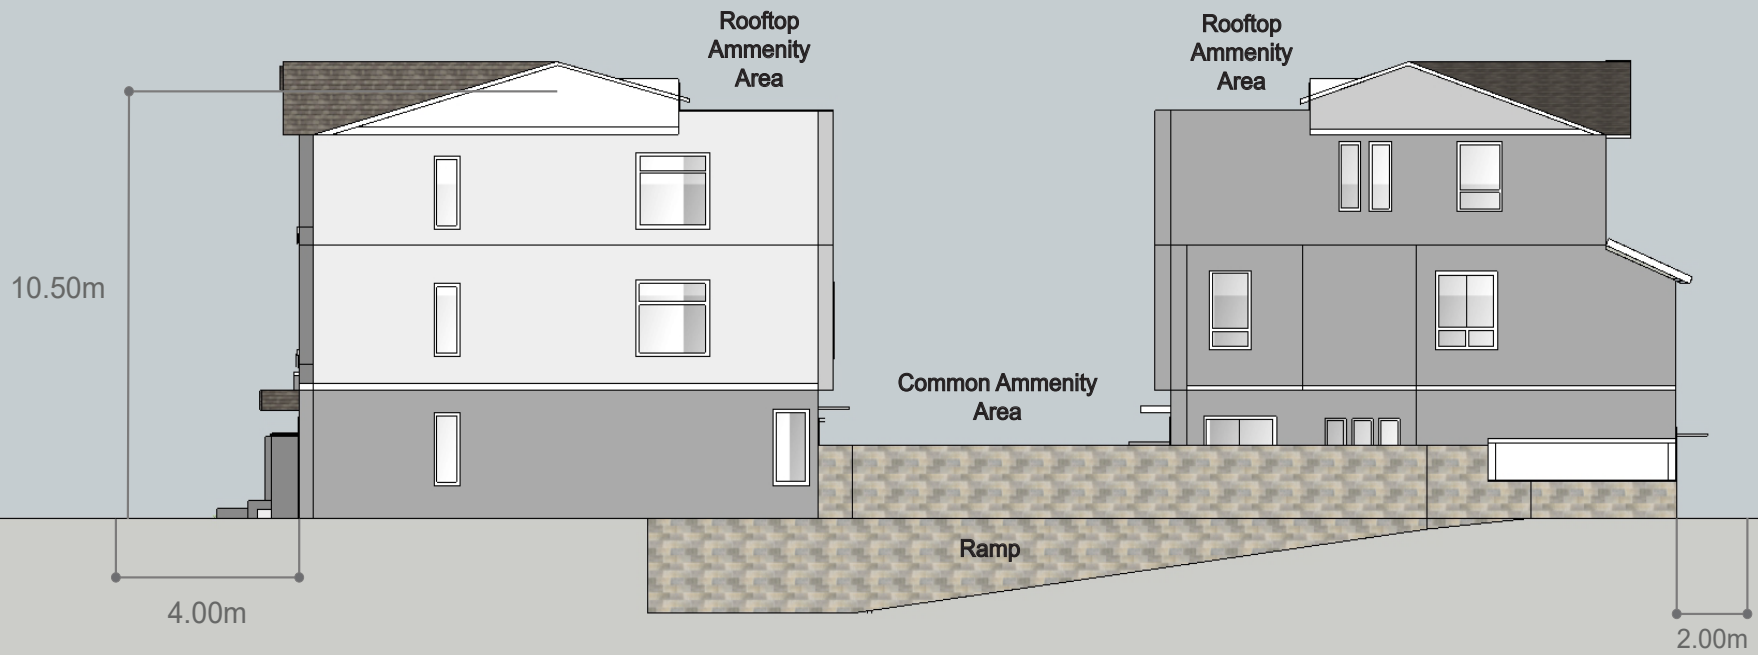 Rooftop
Ammenity
Area
Rooftop
Ammenity
Area
10.50m
Common Ammenity
Area
Ramp
4.00m
2.00m